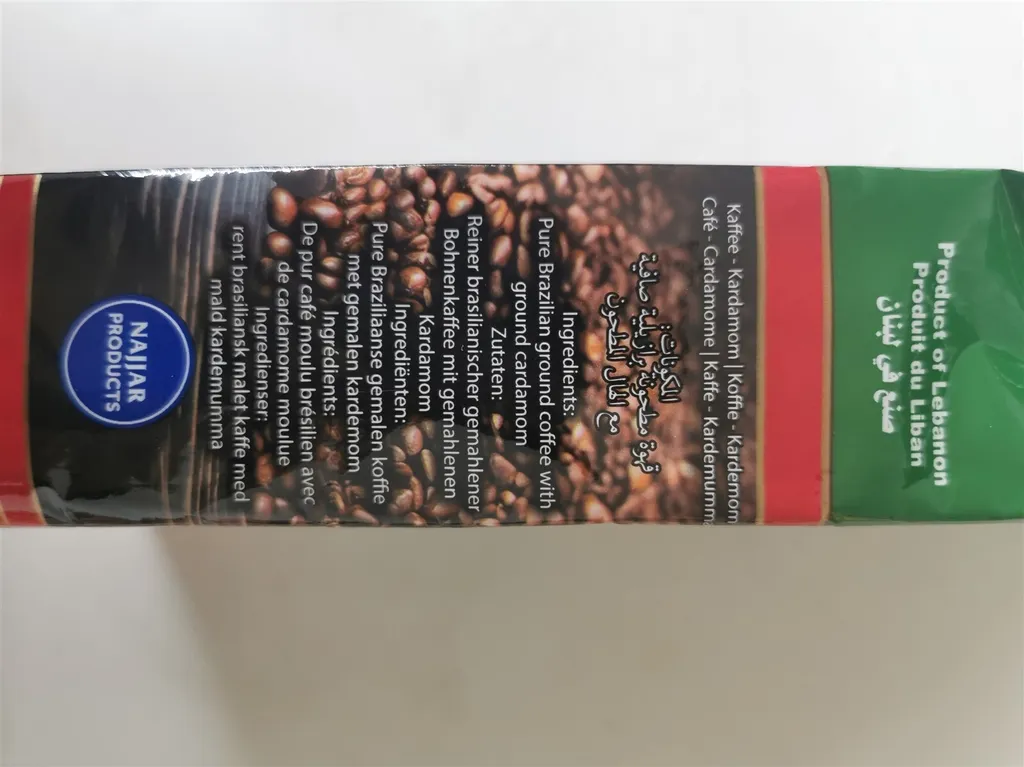 Product of Lebanon
Produit du Liban
صنع في لبنان
Kaffee - Kardamom | Koffie - Kardemom
Café - Cardamome | Kaffe - Kardemumm
المكونات:
قهوة مطحونة برازيلية صافية
مع الهال المطحون
Ingredients:
Pure Brazilian ground coffee with
ground cardamom
Zutaten:
Reiner brasilianischer gemahlener
Bohnenkaffee mit gemahlenen
Kardamom
Ingrediënten:
Pure Braziliaanse gemalen koffie
met gemalen kardemom
Ingrédients:
De pur café moulu brésilien avec
de cardamome moulue
Ingredienser:
rent brasiliansk malet kaffe med
mald kardemumma
NAJJAR
PRODUCTS